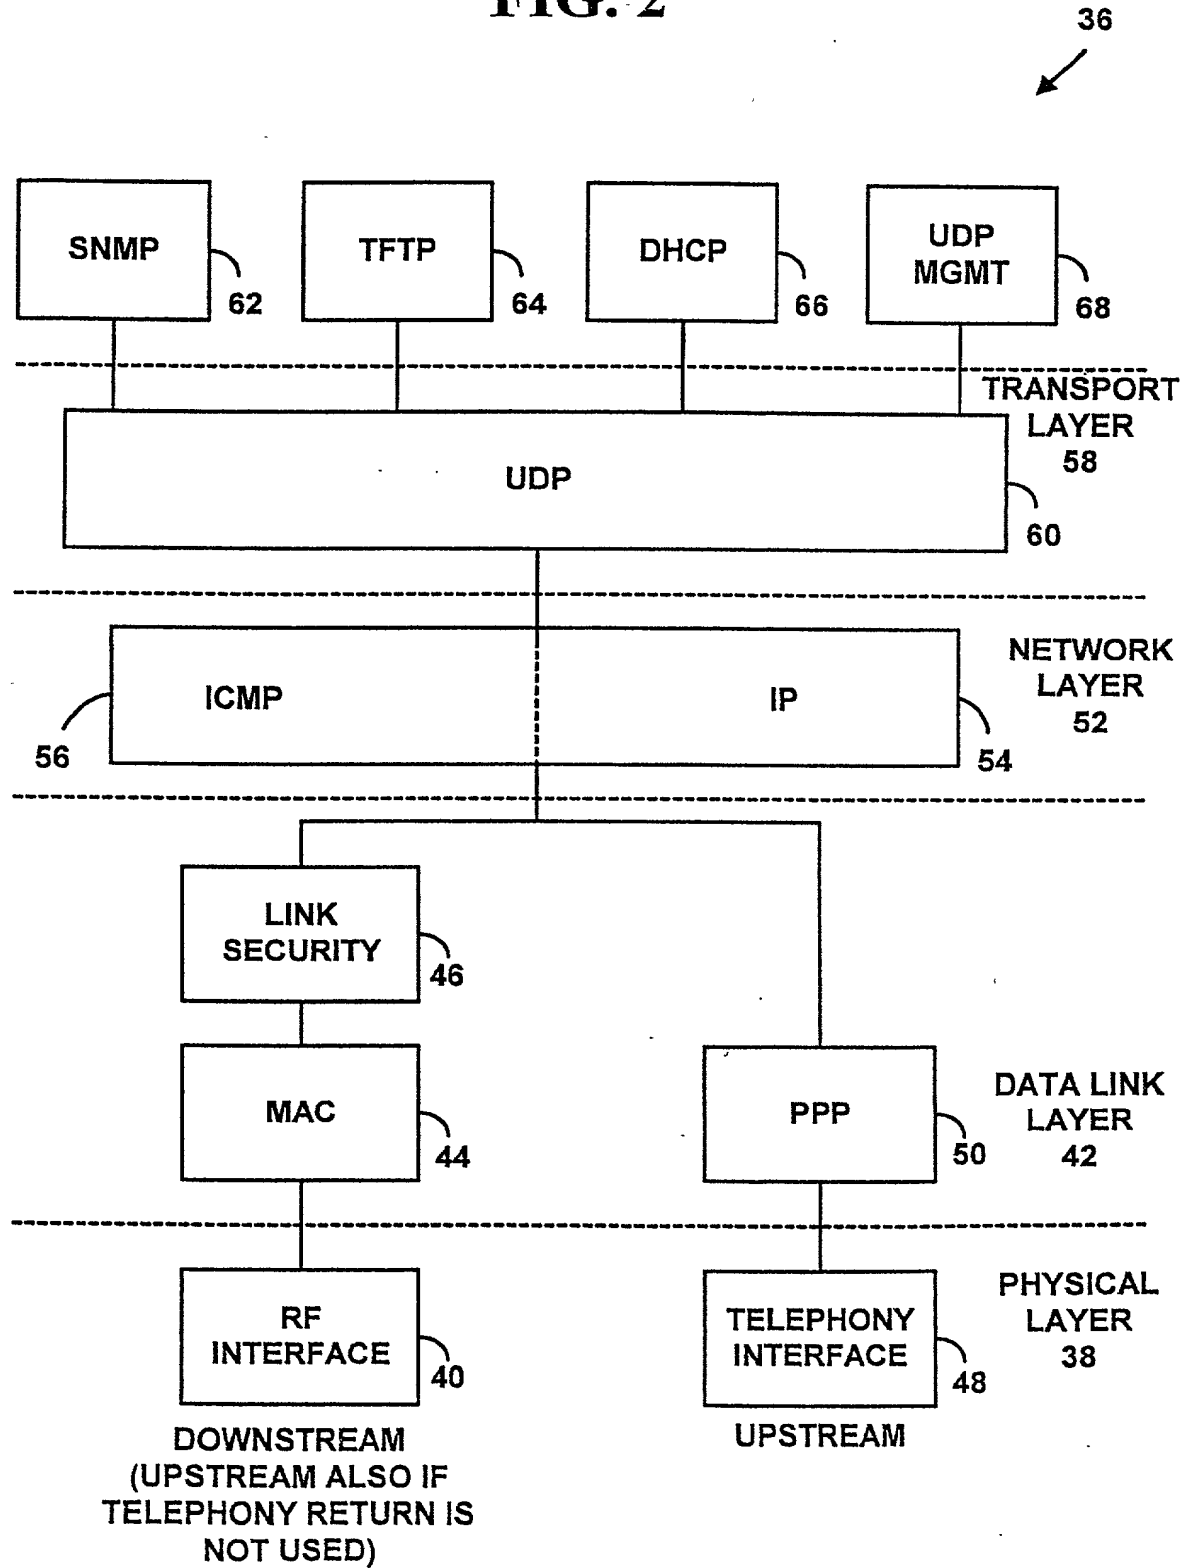 FIG. 2
36
SNMP
62
TFTP
64
DHCP
66
UDP
MGMT
68
TRANSPORT
LAYER
58
UDP
60
NETWORK
LAYER
52
ICMP
56
IP
54
LINK
SECURITY
46
MAC
44
PPP
50
DATA LINK
LAYER
42
RF
INTERFACE
40
TELEPHONY
INTERFACE
48
PHYSICAL
LAYER
38
DOWNSTREAM
(UPSTREAM ALSO IF
TELEPHONY RETURN IS
NOT USED)
UPSTREAM